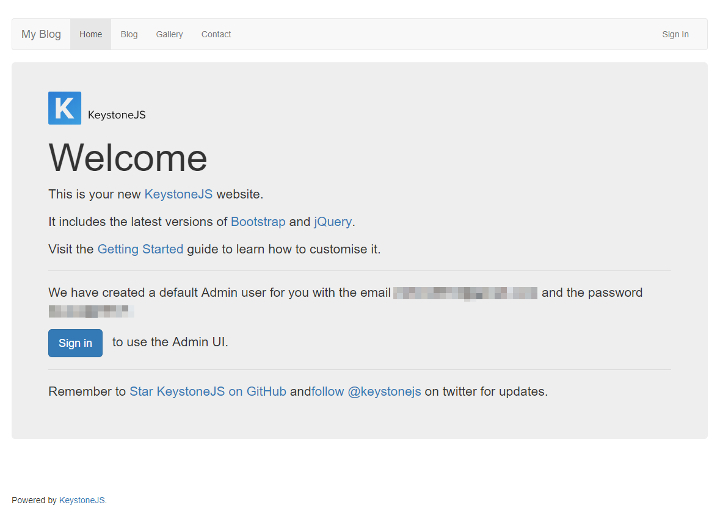 My Blog Home Blog Gallery Contact Sign In
K KeystoneJS
Welcome
This is your new KeystoneJS website.
It includes the latest versions of Bootstrap and jQuery.
Visit the Getting Started guide to learn how to customise it.
We have created a default Admin user for you with the email and the password
Sign in to use the Admin UI.
Remember to Star KeystoneJS on GitHub andfollow @keystonejs on twitter for updates.
Powered by KeystoneJS.